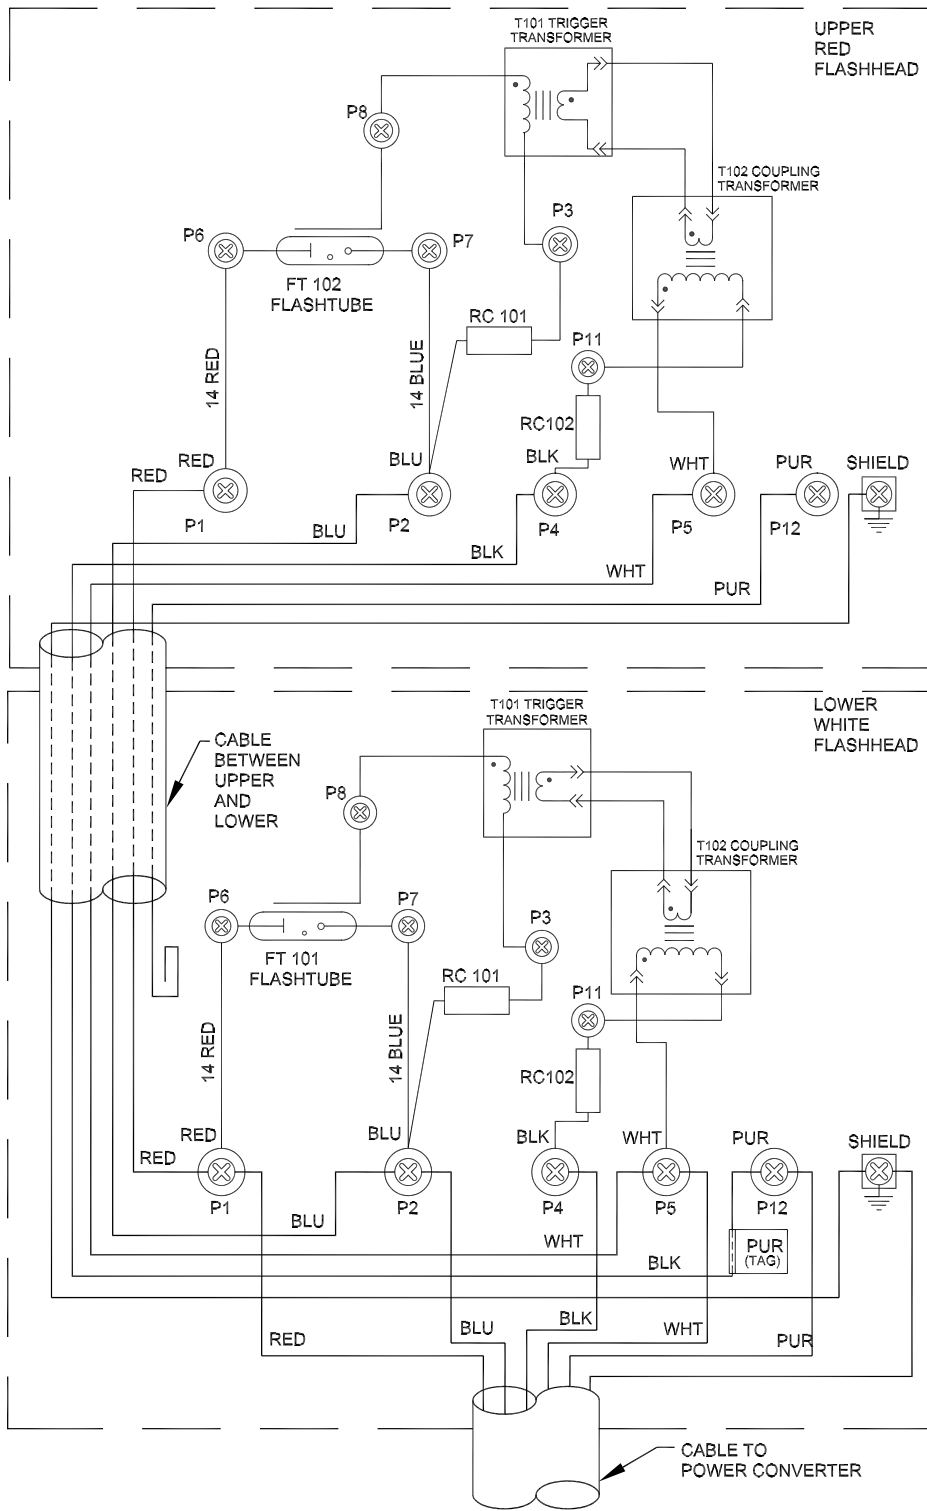 T101 TRIGGER
TRANSFORMER
UPPER
RED
FLASHHEAD
P8
T102 COUPLING
TRANSFORMER
P3
P6
P7
FT 102
FLASHTUBE
RC 101
P11
14 RED
14 BLUE
RC102
RED
RED
BLU
BLK
WHT
PUR
SHIELD
P1
BLU
P2
P4
P5
P12
BLK
WHT
PUR
LOWER
WHITE
FLASHHEAD
T101 TRIGGER
TRANSFORMER
CABLE
BETWEEN
UPPER
AND
LOWER
P8
T102 COUPLING
TRANSFORMER
P6
P7
P3
FT 101
FLASHTUBE
RC 101
P11
14 RED
14 BLUE
RC102
RED
RED
BLU
BLK
WHT
PUR
SHIELD
P1
P2
P4
P5
P12
BLU
WHT
BLK
PUR
(TAG)
RED
BLU
BLK
WHT
PUR
CABLE TO
POWER CONVERTER